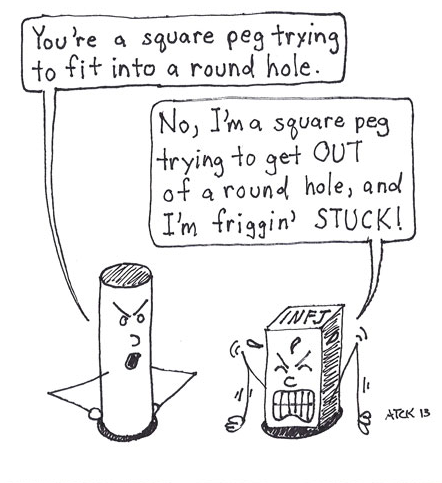 You're a square peg trying
to fit into a round hole.
No, I'm a square peg
trying to get OUT
of a round hole, and
I'm friggin' STUCK!
INFJ
ATCK 13